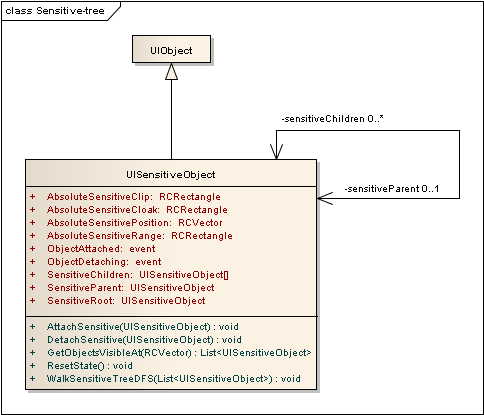 class Sensitive-tree
UIObject
-sensitiveChildren 0..*
-sensitiveParent 0..1
UISensitiveObject
+ AbsoluteSensitiveClip: RCRectangle
+ AbsoluteSensitiveCloak: RCRectangle
+ AbsoluteSensitivePosition: RCVector
+ AbsoluteSensitiveRange: RCRectangle
+ ObjectAttached: event
+ ObjectDetaching: event
+ SensitiveChildren: UISensitiveObject[]
+ SensitiveParent: UISensitiveObject
+ SensitiveRoot: UISensitiveObject
+ AttachSensitive(UISensitiveObject) : void
+ DetachSensitive(UISensitiveObject) : void
+ GetObjectsVisibleAt(RCVector) : List<UISensitiveObject>
+ ResetState() : void
+ WalkSensitiveTreeDFS(List<UISensitiveObject>) : void